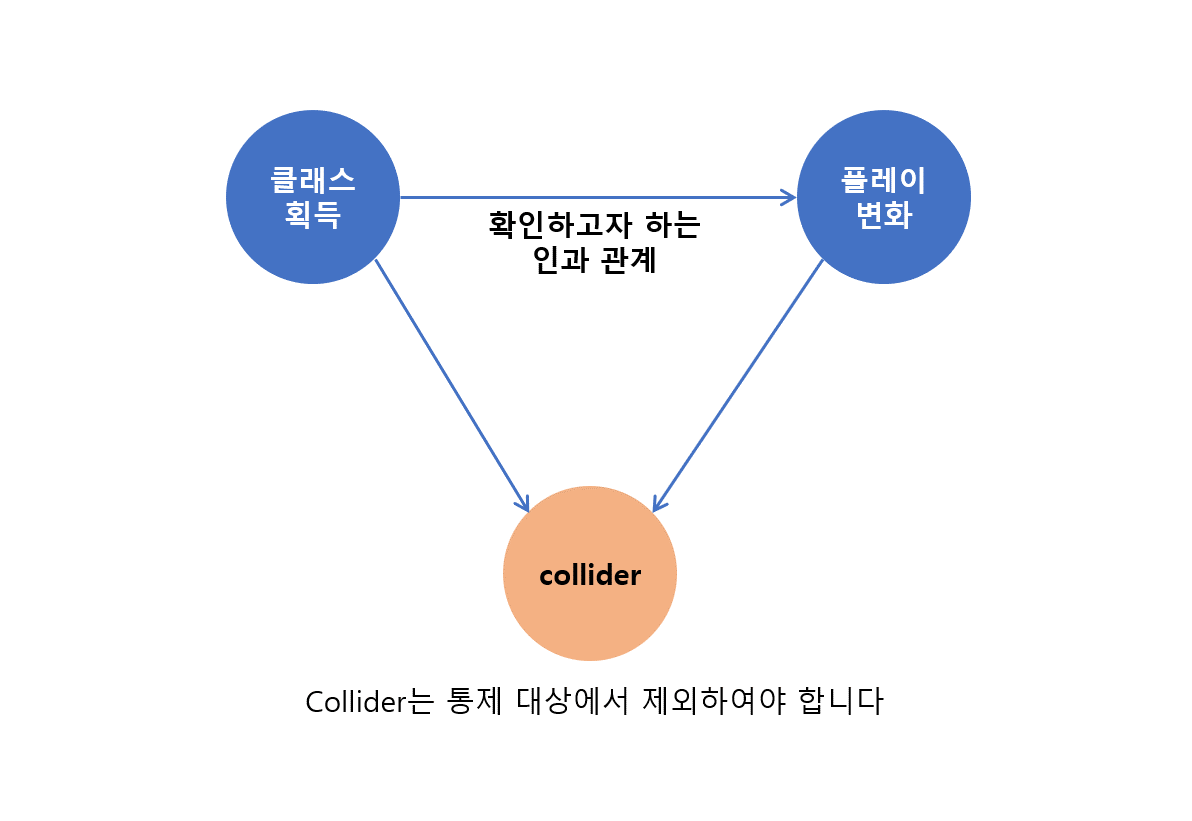 클래스
획득
플레이
변화
확인하고자 하는
인과 관계
collider
Collider는 통제 대상에서 제외하여야 합니다